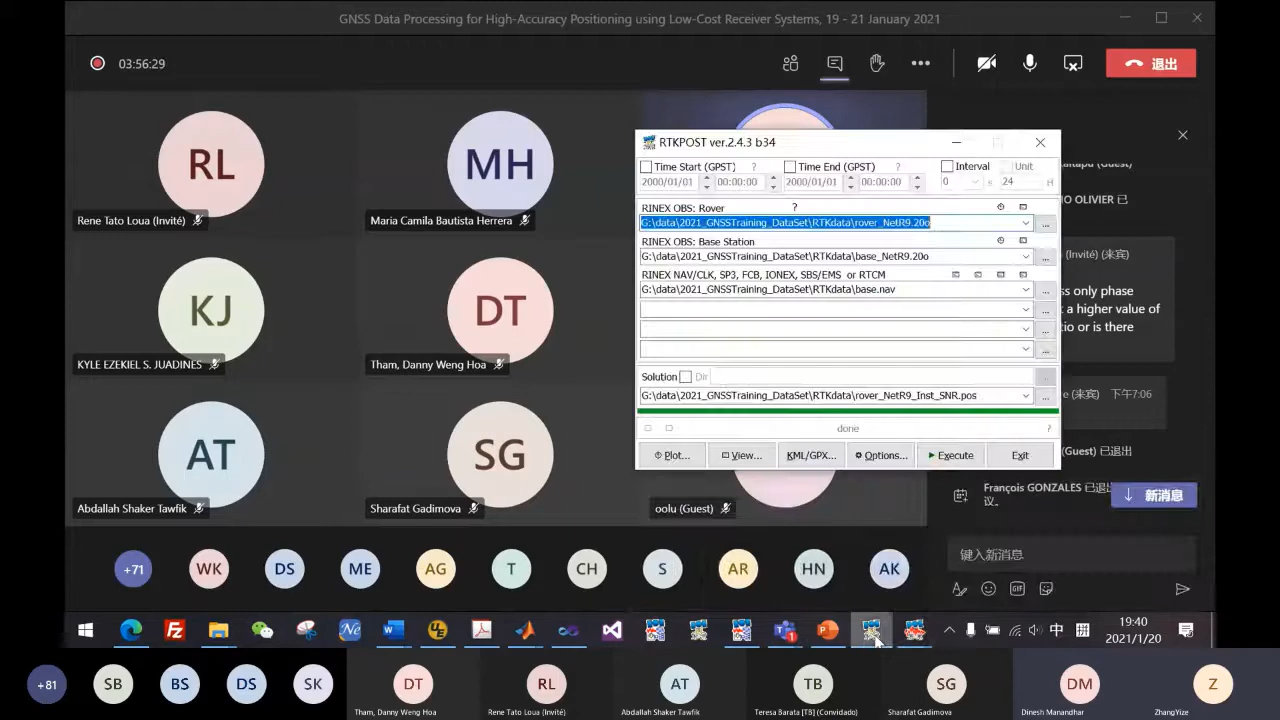 GNSS Data Processing for High-Accuracy Positioning using Low-Cost Receiver Systems, 19 - 21 January 2021
03:56:29
退出
RL
Rene Tato Loua (Invité)
MH
Maria Camila Bautista Herrera
KJ
KYLE EZEKIEL S. JUADINES
DT
Tham, Danny Weng Hoa
AT
Abdallah Shaker Tawfik
SG
Sharafat Gadimova
oolu (Guest)
RTKPOST ver.2.4.3 b34
Time Start (GPST) ?
Time End (GPST) ?
Interval
Unit
2000/01/01
00:00:00
2000/01/01
00:00:00
0
s
24
H
RINEX OBS: Rover
?
G:\data\2021_GNSSTraining_DataSet\RTKdata\rover_NetR9.20o
...
RINEX OBS: Base Station
G:\data\2021_GNSSTraining_DataSet\RTKdata\base_NetR9.20o
...
RINEX NAV/CLK, SP3, FCB, IONEX, SBS/EMS or RTCM
G:\data\2021_GNSSTraining_DataSet\RTKdata\base.nav
...
...
...
...
Solution
Dir
G:\data\2021_GNSSTraining_DataSet\RTKdata\rover_NetR9_Inst_SNR.pos
...
done
?
Plot...
View...
KML/GPX...
Options...
Execute
Exit
(Guest)
O OLIVIER 已
(Invité) (来宾)
ss only phase
a higher value of
tio or is there
e (来宾) 下午7:06
(Guest) 已退出
François GONZALES 已退出
议。
新消息
键入新消息
+71
WK
DS
ME
AG
T
CH
S
AR
HN
AK
中
19:40
2021/1/20
+81
SB
BS
DS
SK
DT
Tham, Danny Weng Hoa
RL
Rene Tato Loua (Invité)
AT
Abdallah Shaker Tawfik
TB
Teresa Barata [TB] (Convidado)
SG
Sharafat Gadimova
DM
Dinesh Manandhar
Z
ZhangYize